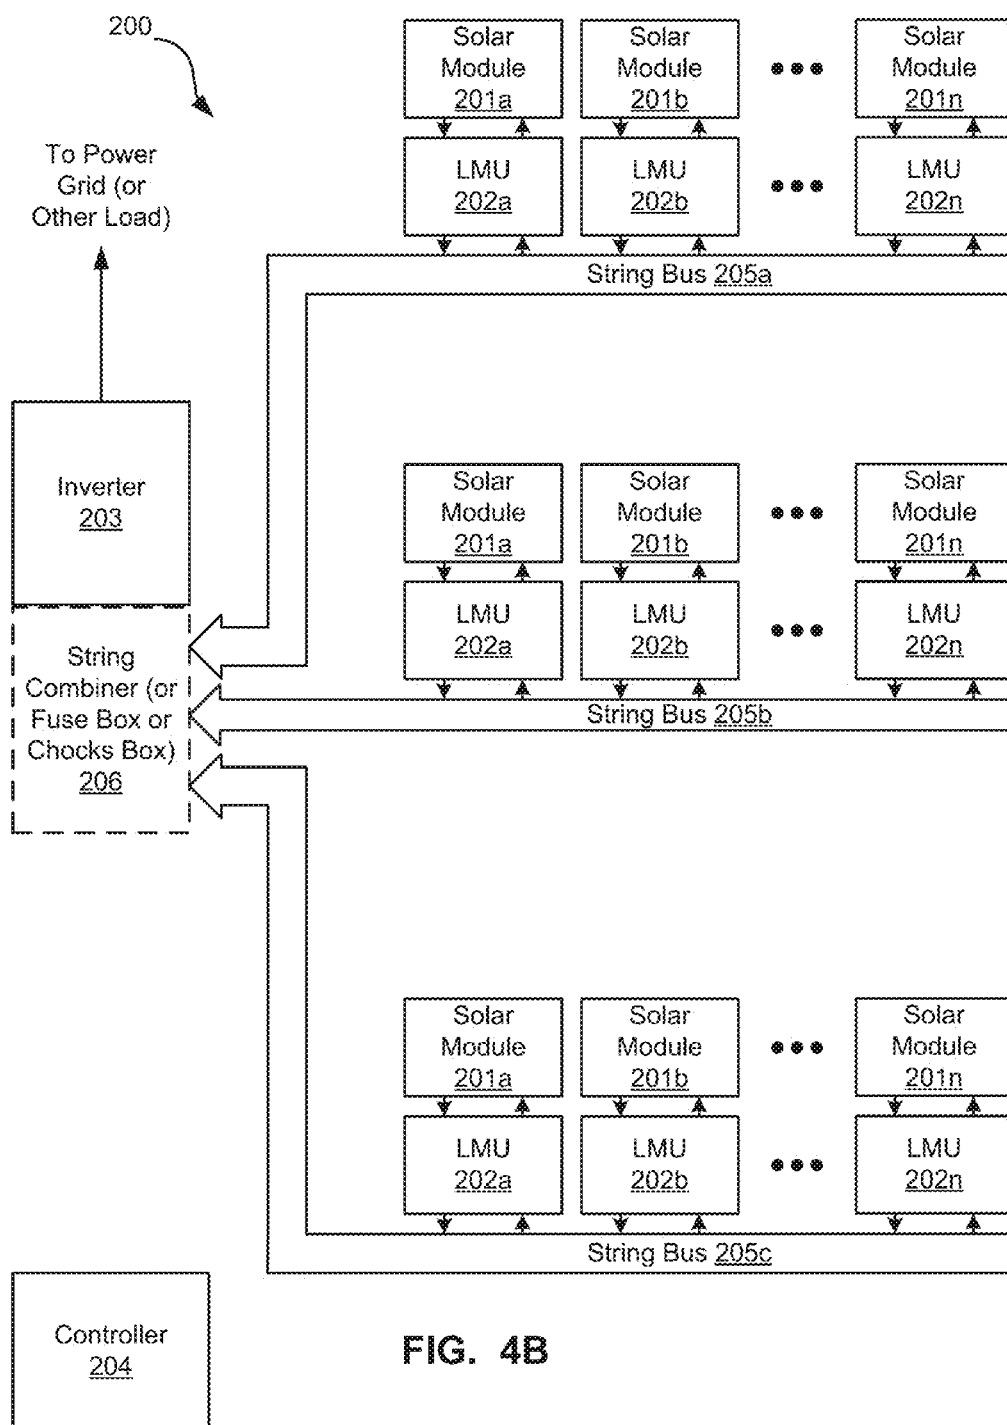 200
To Power
Grid (or
Other Load)
Solar
Module
201a
Solar
Module
201b
Solar
Module
201n
LMU
202a
LMU
202b
LMU
202n
String Bus 205a
Inverter
203
Solar
Module
201a
Solar
Module
201b
Solar
Module
201n
LMU
202a
LMU
202b
LMU
202n
String Bus 205b
String
Combiner (or
Fuse Box or
Chocks Box)
206
Solar
Module
201a
Solar
Module
201b
Solar
Module
201n
LMU
202a
LMU
202b
LMU
202n
String Bus 205c
Controller
204
FIG. 4B